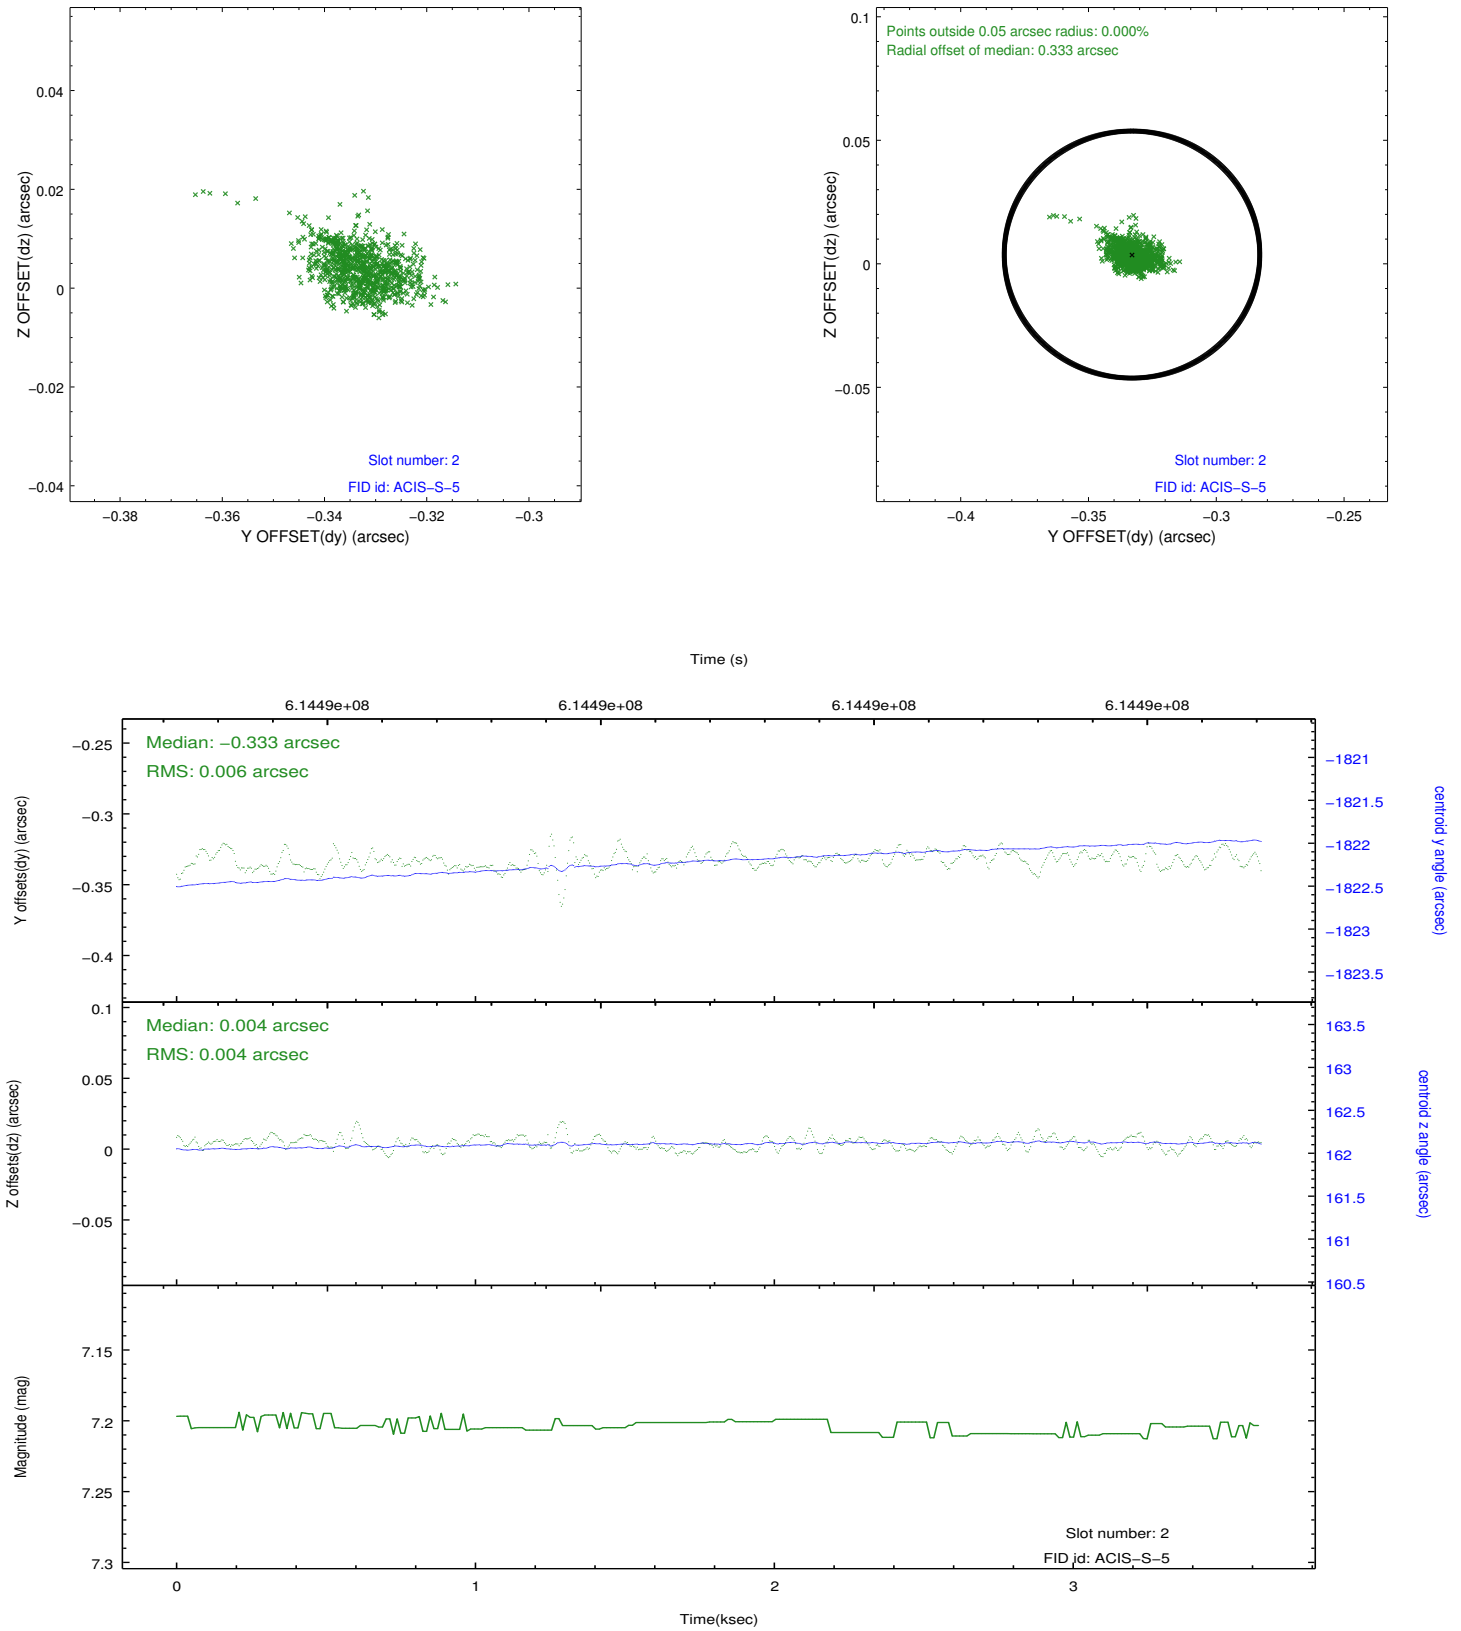 0.04
0.02
0
−0.02
−0.04
Z OFFSET(dz) (arcsec)
Slot number: 2
FID id: ACIS−S−5
−0.38
−0.36
−0.34
−0.32
−0.3
Y OFFSET(dy) (arcsec)
Points outside 0.05 arcsec radius: 0.000%
Radial offset of median: 0.333 arcsec
0.1
0.05
0
−0.05
Z OFFSET(dz) (arcsec)
Slot number: 2
FID id: ACIS−S−5
−0.4
−0.35
−0.3
−0.25
Y OFFSET(dy) (arcsec)
Time (s)
6.1449e+08
6.1449e+08
6.1449e+08
6.1449e+08
Median: −0.333 arcsec
RMS: 0.006 arcsec
−0.25
−0.3
−0.35
−0.4
Y offsets(dy) (arcsec)
−1821
−1821.5
−1822
−1822.5
−1823
−1823.5
centroid y angle (arcsec)
Median: 0.004 arcsec
RMS: 0.004 arcsec
0.1
0.05
0
−0.05
Z offsets(dz) (arcsec)
163.5
163
162.5
162
161.5
161
160.5
centroid z angle (arcsec)
7.15
7.2
7.25
7.3
Magnitude (mag)
Slot number: 2
FID id: ACIS−S−5
0
1
2
3
Time(ksec)